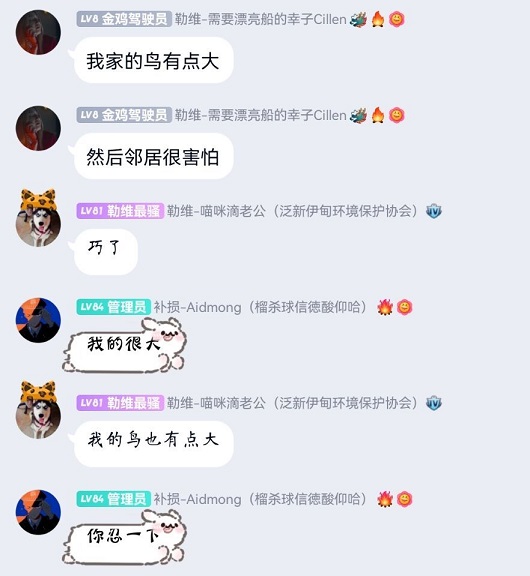 LV8 金鸡驾驶员 勒维-需要漂亮船的幸子Cillen
我家的鸟有点大
LV8 金鸡驾驶员 勒维-需要漂亮船的幸子Cillen
然后邻居很害怕
LV81 勒维最骚 勒维-喵咪滴老公（泛新伊甸环境保护协会） IV
巧了
LV84 管理员 补损-Aidmong（榴杀球信徳酸仰哈）
我的很大
LV81 勒维最骚 勒维-喵咪滴老公（泛新伊甸环境保护协会） IV
我的鸟也有点大
LV84 管理员 补损-Aidmong（榴杀球信徳酸仰哈）
你忍一下